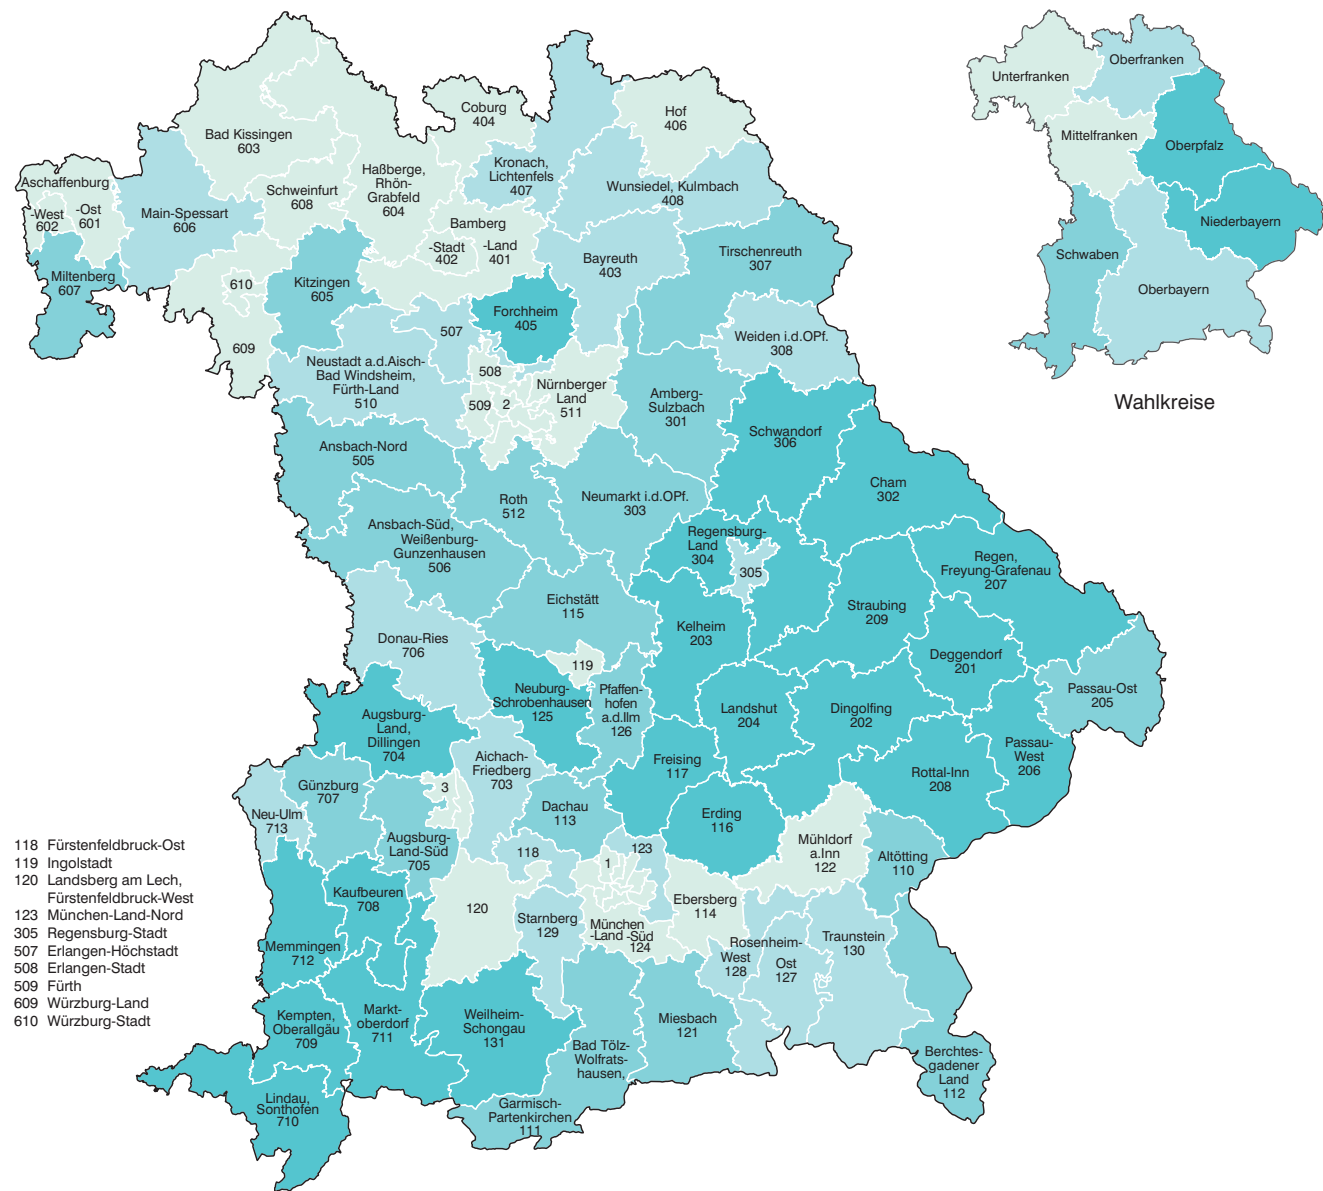 Coburg
404
Hof
406
Bad Kissingen
603
Kronach,
Lichtenfels
407
Haßberge,
Rhön-
Grabfeld
604
Wunsiedel, Kulmbach
408
Aschaffenburg
-West
602
-Ost
601
Schweinfurt
608
Main-Spessart
606
Bamberg
-Stadt
402
-Land
401
Bayreuth
403
Tirschenreuth
307
Miltenberg
607
610
Kitzingen
605
Forchheim
405
507
Weiden i.d.OPf.
308
609
Neustadt a.d.Aisch-
Bad Windsheim,
Fürth-Land
510
508
509
2
Nürnberger
Land
511
Amberg-
Sulzbach
301
Schwandorf
306
Ansbach-Nord
505
Cham
302
Roth
512
Neumarkt i.d.OPf.
303
Ansbach-Süd,
Weißenburg-
Gunzenhausen
506
Regensburg-
Land
304
305
Regen,
Freyung-Grafenau
207
Eichstätt
115
Straubing
209
Kelheim
203
Donau-Ries
706
Deggendorf
201
119
Neuburg-
Schrobenhausen
125
Pfaffen-
hofen
a.d.Ilm
126
Passau-Ost
205
Landshut
204
Dingolfing
202
Augsburg-
Land,
Dillingen
704
Passau-
West
206
Aichach-
Friedberg
703
Freising
117
Rottal-Inn
208
Günzburg
707
3
Dachau
113
Erding
116
Neu-Ulm
713
Mühldorf
a.Inn
122
Augsburg-
Land-Süd
705
118
123
1
Altötting
110
Kaufbeuren
708
120
Ebersberg
114
Starnberg
129
München
-Land -Süd
124
Memmingen
712
Rosenheim-
West
128
Ost
127
Traunstein
130
Kempten,
Oberallgäu
709
Markt-
oberdorf
711
Weilheim-
Schongau
131
Miesbach
121
Bad Tölz-
Wolfrats-
hausen,
Garmisch-
Partenkirchen
111
Berchtes-
gadener
Land
112
Lindau,
Sonthofen
710
118 Fürstenfeldbruck-Ost
119 Ingolstadt
120 Landsberg am Lech,
Fürstenfeldbruck-West
123 München-Land-Nord
305 Regensburg-Stadt
507 Erlangen-Höchstadt
508 Erlangen-Stadt
509 Fürth
609 Würzburg-Land
610 Würzburg-Stadt
Unterfranken
Oberfranken
Mittelfranken
Oberpfalz
Niederbayern
Schwaben
Oberbayern
Wahlkreise